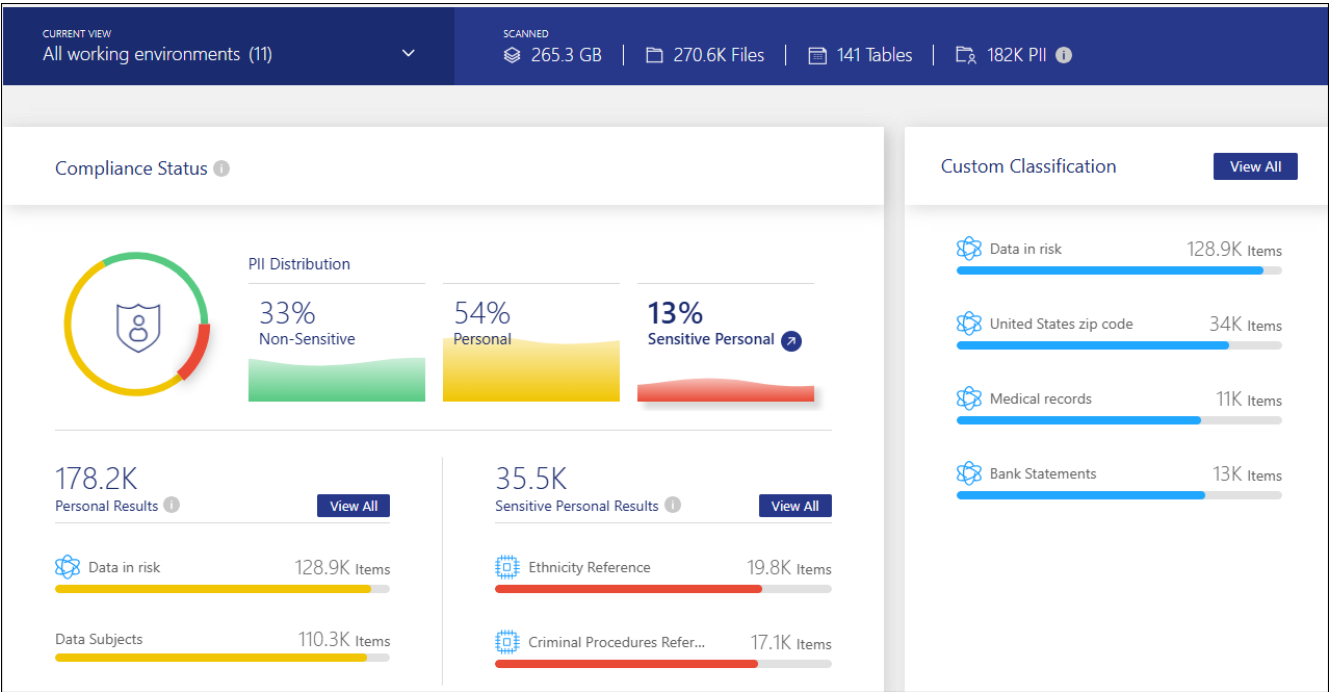 CURRENT VIEW
All working environments (11)
SCANNED
265.3 GB | 270.6K Files | 141 Tables | 182K PII
Compliance Status
PII Distribution
33%
Non-Sensitive
54%
Personal
13%
Sensitive Personal
178.2K
Personal Results
View All
Data in risk 128.9K Items
Data Subjects 110.3K Items
35.5K
Sensitive Personal Results
View All
Ethnicity Reference 19.8K Items
Criminal Procedures Refer... 17.1K Items
Custom Classification
View All
Data in risk 128.9K Items
United States zip code 34K Items
Medical records 11K Items
Bank Statements 13K Items